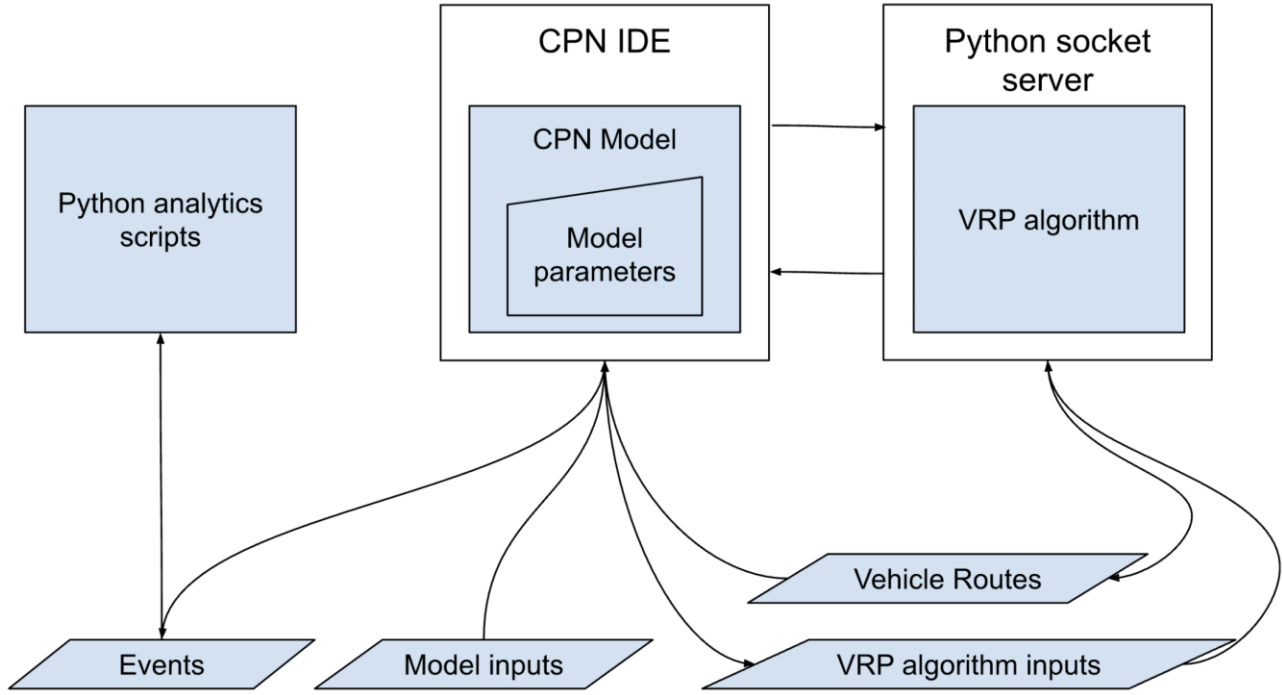 CPN IDE
Python socket
server
CPN Model
Python analytics
scripts
Model
parameters
VRP algorithm
Vehicle Routes
Events
Model inputs
VRP algorithm inputs